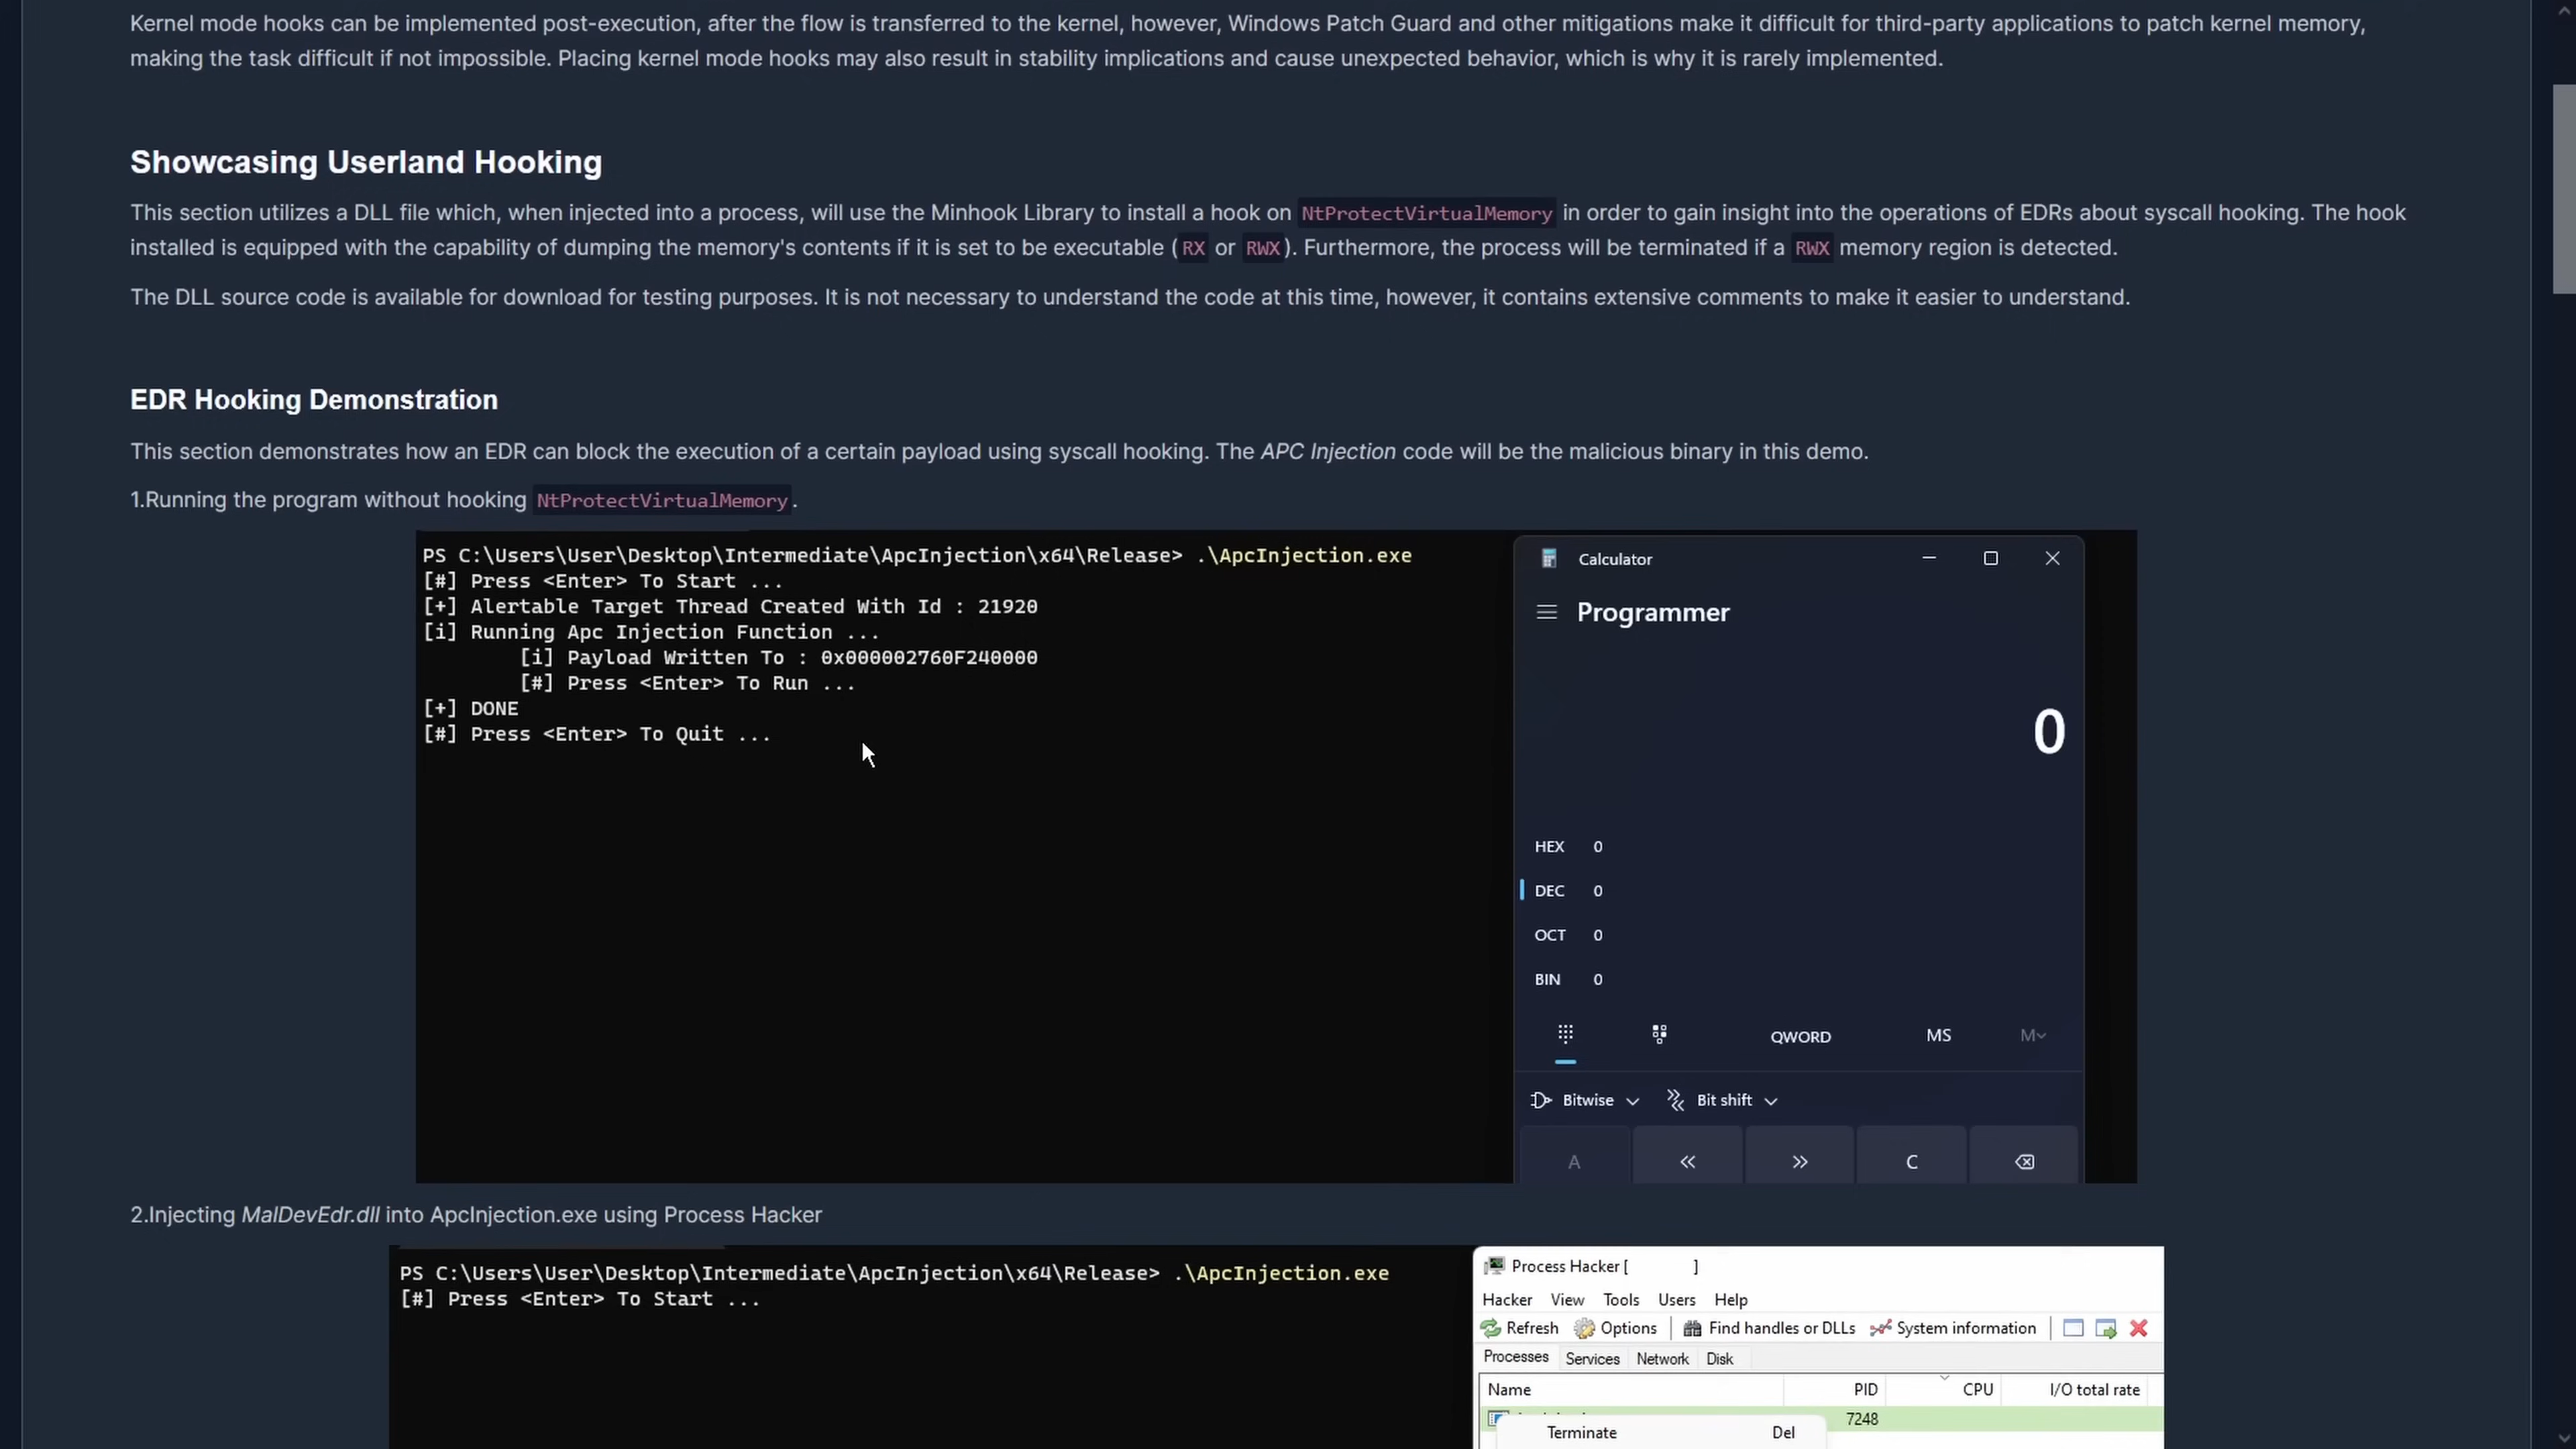 Kernel mode hooks can be implemented post-execution, after the flow is transferred to the kernel, however, Windows Patch Guard and other mitigations make it difficult for third-party applications to patch kernel memory,
making the task difficult if not impossible. Placing kernel mode hooks may also result in stability implications and cause unexpected behavior, which is why it is rarely implemented.
Showcasing Userland Hooking
This section utilizes a DLL file which, when injected into a process, will use the Minhook Library to install a hook on NtProtectVirtualMemory in order to gain insight into the operations of EDRs about syscall hooking. The hook
installed is equipped with the capability of dumping the memory's contents if it is set to be executable (RX or RWX). Furthermore, the process will be terminated if a RWX memory region is detected.
The DLL source code is available for download for testing purposes. It is not necessary to understand the code at this time, however, it contains extensive comments to make it easier to understand.
EDR Hooking Demonstration
This section demonstrates how an EDR can block the execution of a certain payload using syscall hooking. The APC Injection code will be the malicious binary in this demo.
1.Running the program without hooking NtProtectVirtualMemory.
PS C:\Users\User\Desktop\Intermediate\ApcInjection\x64\Release> .\ApcInjection.exe
[#] Press <Enter> To Start ...
[+] Alertable Target Thread Created With Id : 21920
[i] Running Apc Injection Function ...
[i] Payload Written To : 0x000002760F240000
[#] Press <Enter> To Run ...
[+] DONE
[#] Press <Enter> To Quit ...
Calculator
Programmer
0
HEX 0
DEC 0
OCT 0
BIN 0
QWORD MS M
Bitwise Bit shift
A « » C
2.Injecting MalDevEdr.dll into ApcInjection.exe using Process Hacker
PS C:\Users\User\Desktop\Intermediate\ApcInjection\x64\Release> .\ApcInjection.exe
[#] Press <Enter> To Start ...
Process Hacker [ ]
Hacker View Tools Users Help
Refresh Options Find handles or DLLs System information
Processes Services Network Disk
Name PID CPU I/O total rate
7248
Terminate Del